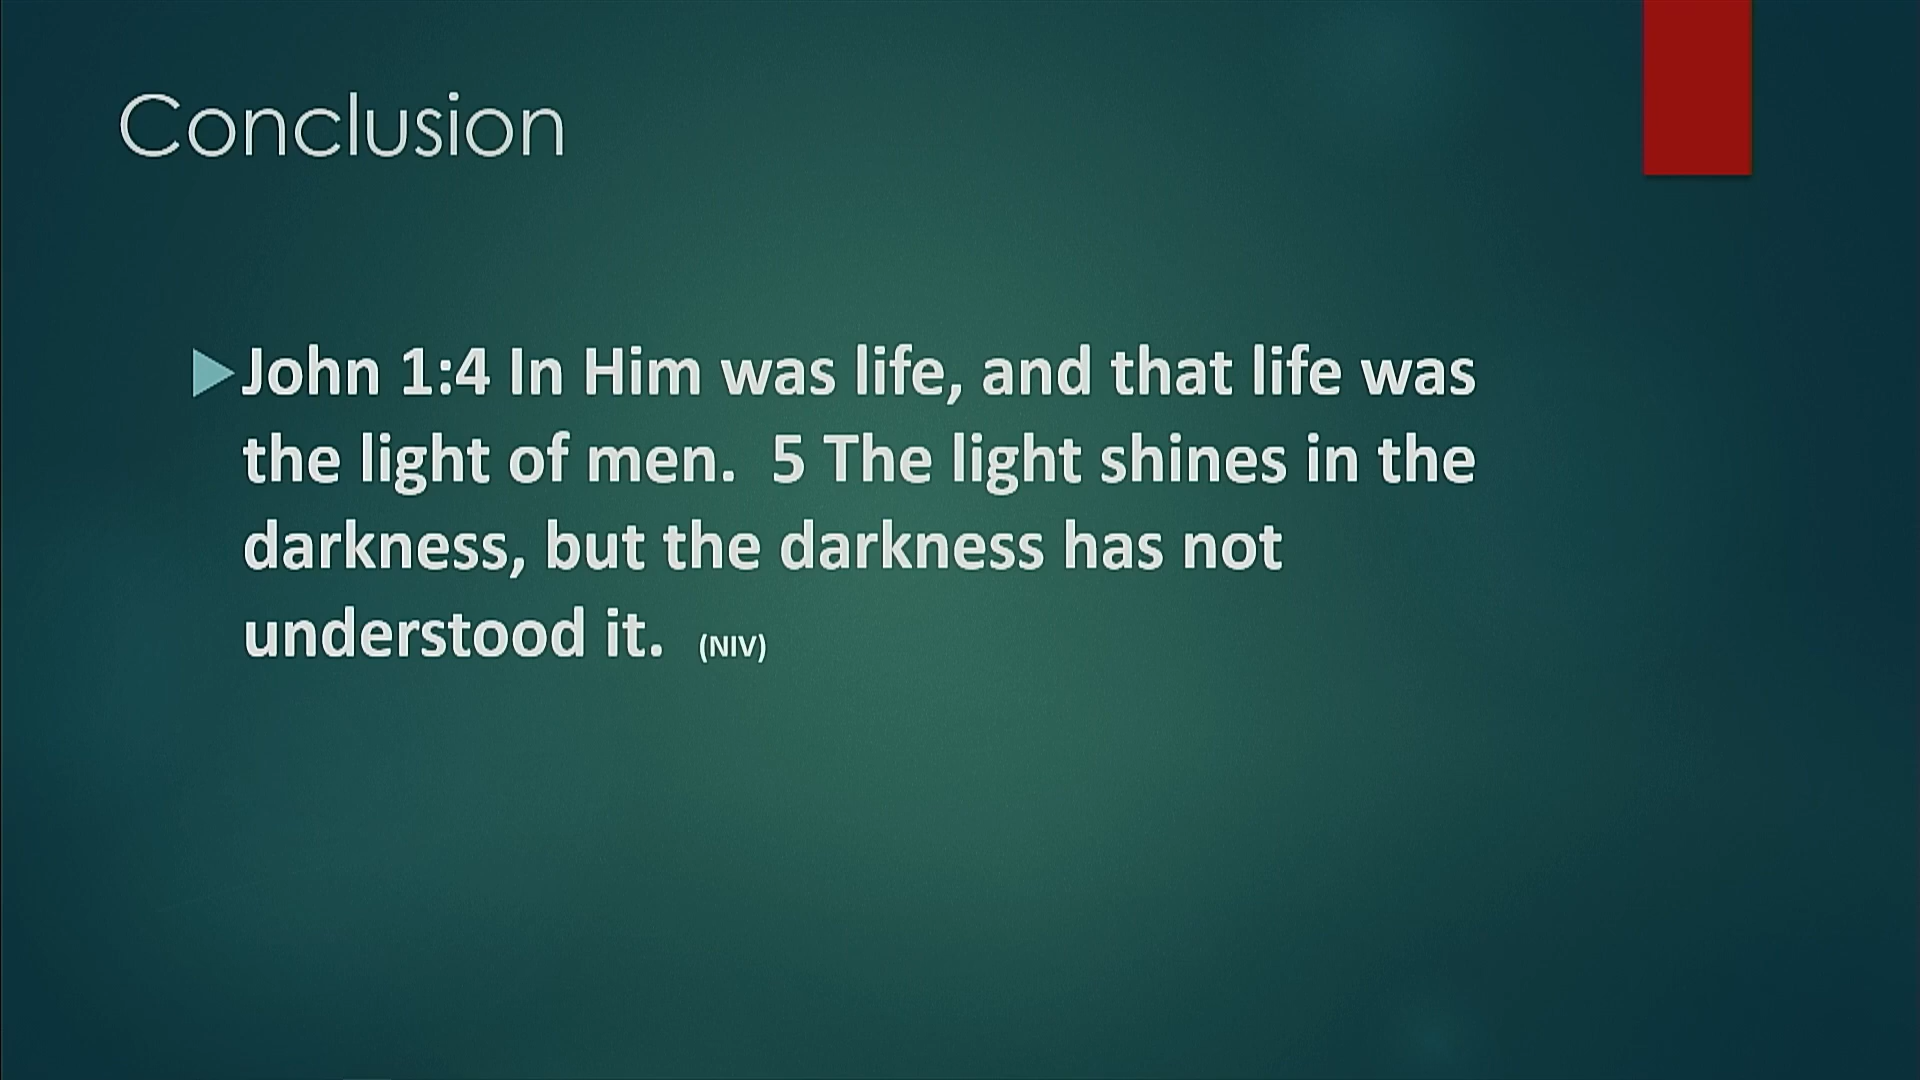 Conclusion
John 1:4 In Him was life, and that life was
the light of men.  5 The light shines in the
darkness, but the darkness has not
understood it.  (NIV)